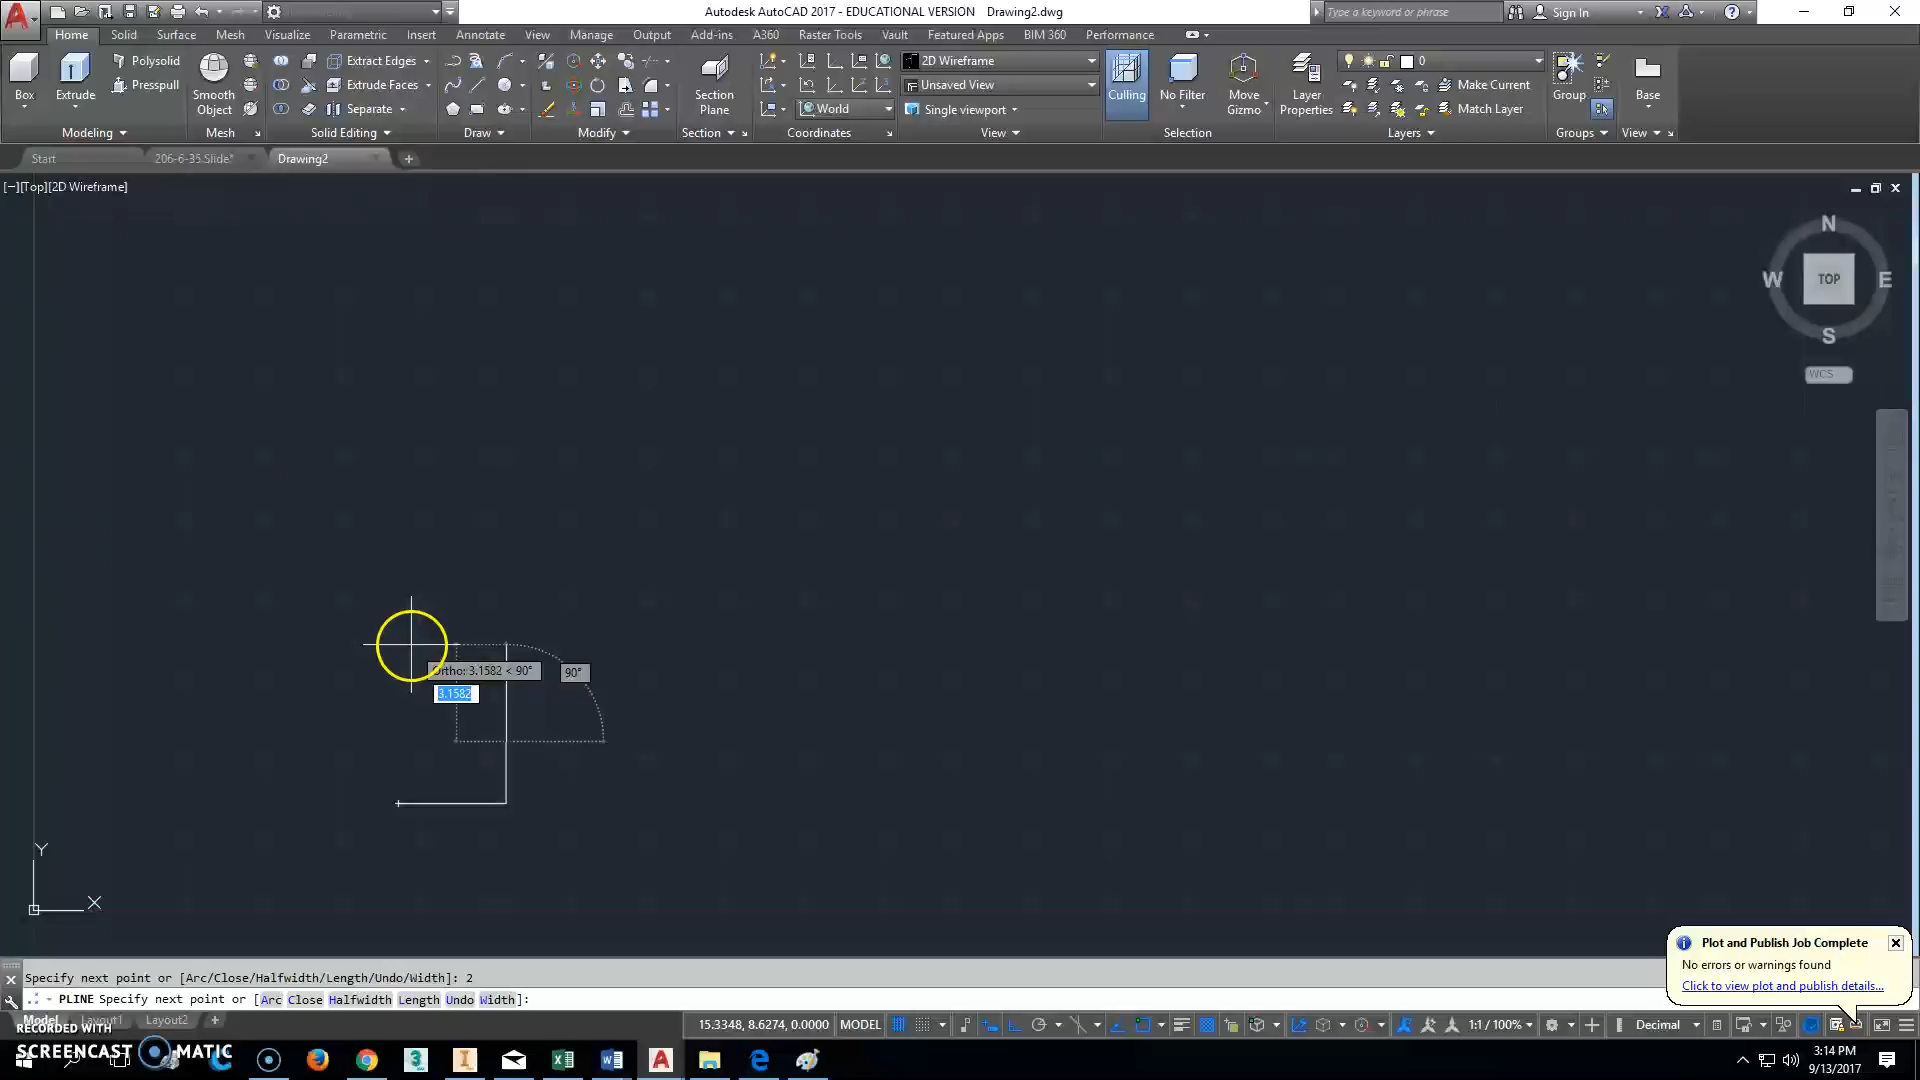 Autodesk AutoCAD 2017 - EDUCATIONAL VERSION Drawing2.dwg
Type a keyword or phrase
Sign In
Home Solid Surface Mesh Visualize Parametric Insert Annotate View Manage Output Add-ins A360 Raster Tools Vault Featured Apps BIM 360 Performance
Box
Extrude
Polysolid
Presspull
Modeling
Smooth
Object
Mesh
Extract Edges
Extrude Faces
Separate
Solid Editing
Draw
Modify
Section
Plane
Section
World
Coordinates
2D Wireframe
Unsaved View
Single viewport
View
Culling
No Filter
Move
Gizmo
Selection
Layer
Properties
0
Make Current
Match Layer
Layers
Group
Groups
Base
View
Start 206-6-35.Slide* Drawing2
[−][Top][2D Wireframe]
N
W TOP E
S
WCS
Ortho: 3.1582 < 90° 90°
3.1582
Y
X
Plot and Publish Job Complete
No errors or warnings found
Click to view plot and publish details...
Specify next point or [Arc/Close/Halfwidth/Length/Undo/Width]: 2
PLINE Specify next point or [Arc Close Halfwidth Length Undo Width]:
Model Layout1 Layout2 +
15.3348, 8.6274, 0.0000 MODEL 1:1 / 100% Decimal
RECORDED WITH
SCREENCAST MATIC
3:14 PM
9/13/2017